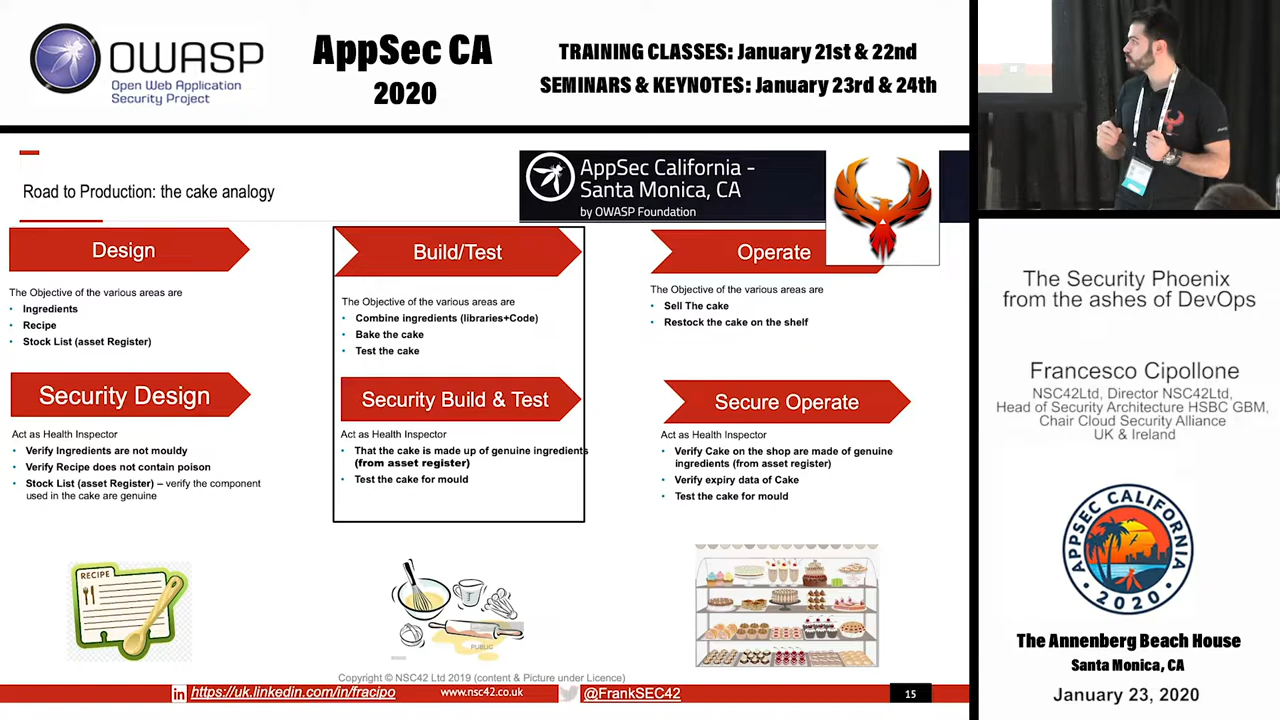 OWASP
Open Web Application
Security Project
AppSec CA
2020
TRAINING CLASSES: January 21st & 22nd
SEMINARS & KEYNOTES: January 23rd & 24th
Road to Production: the cake analogy
AppSec California -
Santa Monica, CA
by OWASP Foundation
Design
The Objective of the various areas are
• Ingredients
• Recipe
• Stock List (asset Register)
Security Design
Act as Health Inspector
• Verify Ingredients are not mouldy
• Verify Recipe does not contain poison
• Stock List (asset Register) – verify the component
used in the cake are genuine
RECIPE
Build/Test
The Objective of the various areas are
• Combine ingredients (libraries+Code)
• Bake the cake
• Test the cake
Security Build & Test
Act as Health Inspector
• That the cake is made up of genuine ingredients
(from asset register)
• Test the cake for mould
PUBLIC
Operate
The Objective of the various areas are
• Sell The cake
• Restock the cake on the shelf
Secure Operate
Act as Health Inspector
• Verify Cake on the shop are made of genuine
ingredients (from asset register)
• Verify expiry data of Cake
• Test the cake for mould
Copyright © NSC42 Ltd 2019 (content & Picture under Licence)
in https://uk.linkedin.com/in/fracipo
www.nsc42.co.uk
@FrankSEC42
15
The Security Phoenix
from the ashes of DevOps
Francesco Cipollone
NSC42Ltd, Director NSC42Ltd,
Head of Security Architecture HSBC GBM,
Chair Cloud Security Alliance
UK & Ireland
APPSEC CALIFORNIA
2020
The Annenberg Beach House
Santa Monica, CA
January 23, 2020